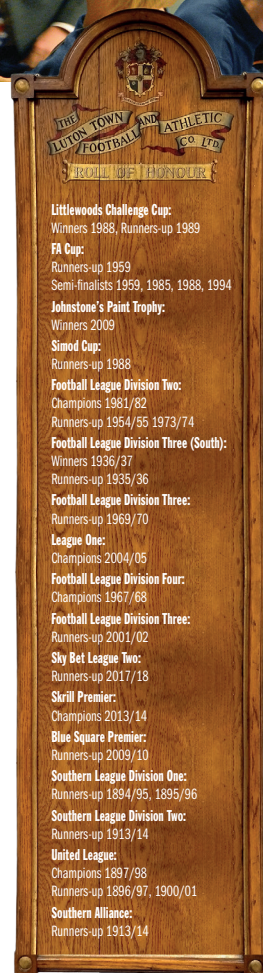 THE
LUTON TOWN
FOOTBALL
AND
ATHLETIC
CO. LTD.
ROLL OF HONOUR
Littlewoods Challenge Cup:
Winners 1988, Runners-up 1989
FA Cup:
Runners-up 1959
Semi-finalists 1959, 1985, 1988, 1994
Johnstone's Paint Trophy:
Winners 2009
Simod Cup:
Runners-up 1988
Football League Division Two:
Champions 1981/82
Runners-up 1954/55 1973/74
Football League Division Three (South):
Winners 1936/37
Runners-up 1935/36
Football League Division Three:
Runners-up 1969/70
League One:
Champions 2004/05
Football League Division Four:
Champions 1967/68
Football League Division Three:
Runners-up 2001/02
Sky Bet League Two:
Runners-up 2017/18
Skrill Premier:
Champions 2013/14
Blue Square Premier:
Runners-up 2009/10
Southern League Division One:
Runners-up 1894/95, 1895/96
Southern League Division Two:
Runners-up 1913/14
United League:
Champions 1897/98
Runners-up 1896/97, 1900/01
Southern Alliance:
Runners-up 1913/14